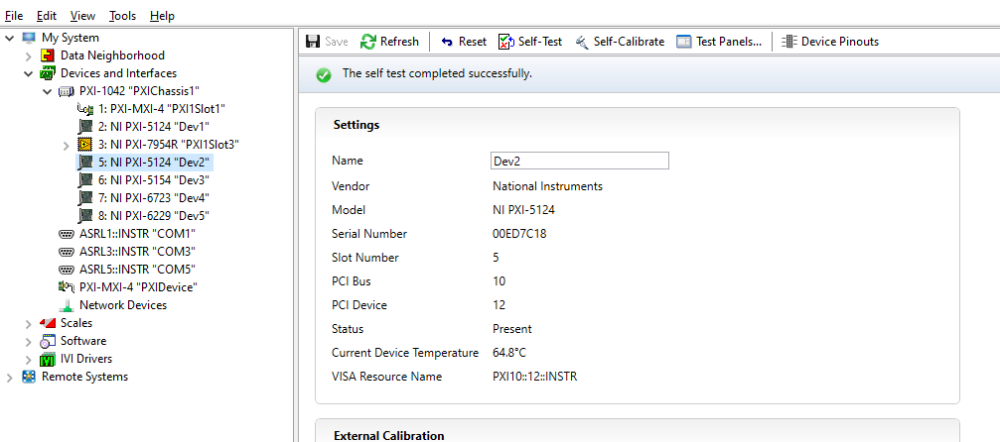 File Edit View Tools Help
My System
Data Neighborhood
Devices and Interfaces
PXI-1042 "PXIChassis1"
1: PXI-MXI-4 "PXI1Slot1"
2: NI PXI-5124 "Dev1"
3: NI PXI-7954R "PXI1Slot3"
5: NI PXI-5124 "Dev2"
6: NI PXI-5154 "Dev3"
7: NI PXI-6723 "Dev4"
8: NI PXI-6229 "Dev5"
ASRL1::INSTR "COM1"
ASRL3::INSTR "COM3"
ASRL5::INSTR "COM5"
PXI-MXI-4 "PXIDevice"
Network Devices
Scales
Software
IVI Drivers
Remote Systems
Save Refresh Reset Self-Test Self-Calibrate Test Panels... Device Pinouts
The self test completed successfully.
Settings
Name Dev2
Vendor National Instruments
Model NI PXI-5124
Serial Number 00ED7C18
Slot Number 5
PCI Bus 10
PCI Device 12
Status Present
Current Device Temperature 64.8°C
VISA Resource Name PXI10::12::INSTR
External Calibration